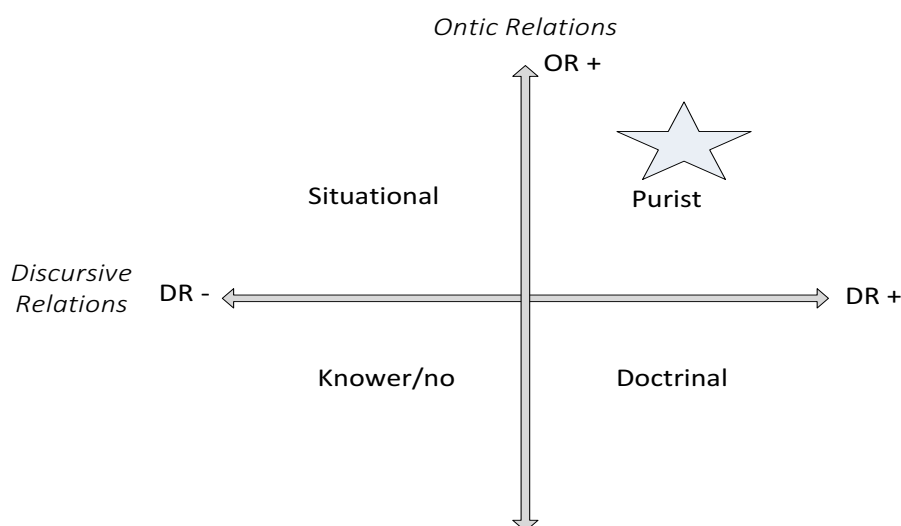 Ontic Relations
OR +
Situational
Purist
Discursive
Relations
DR -
DR +
Knower/no
Doctrinal